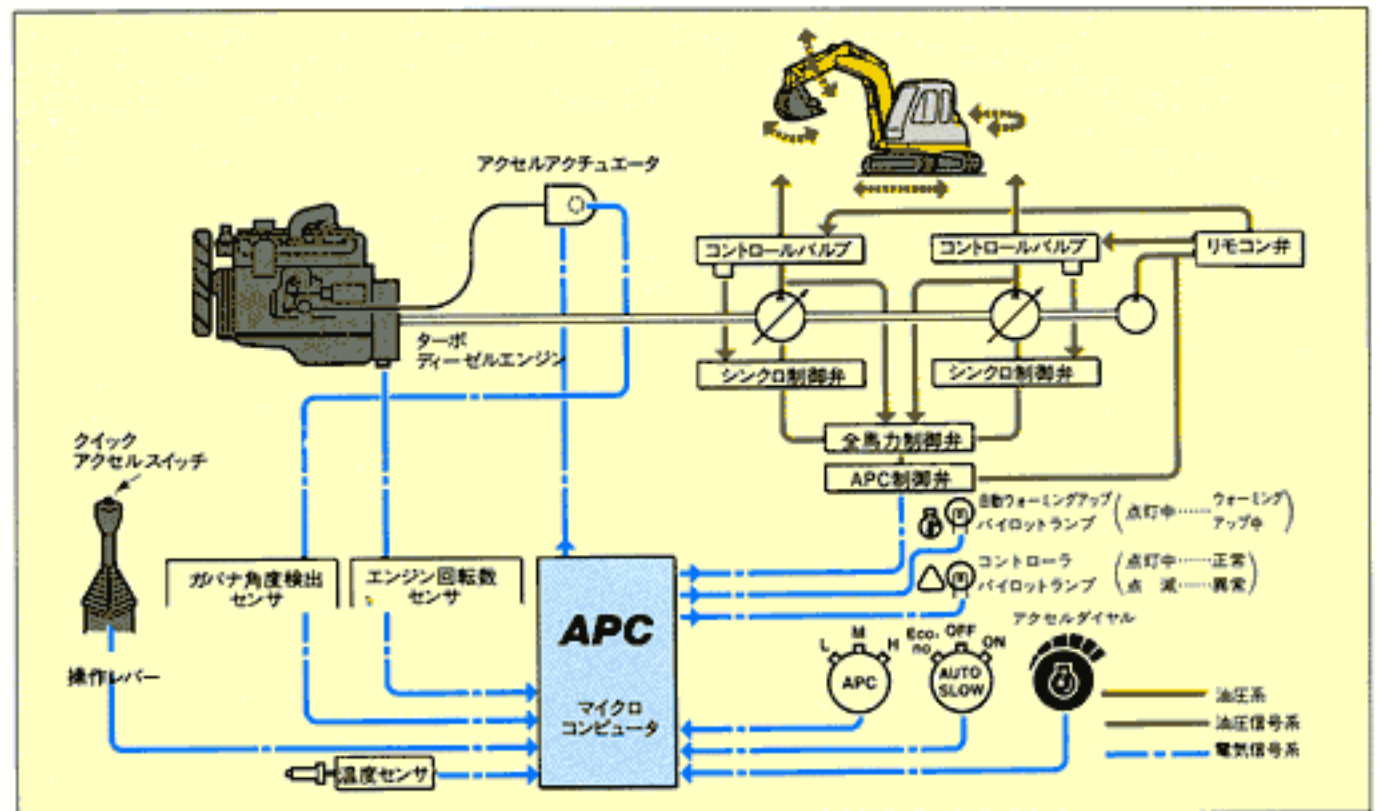 アクセルアクチュエータ
コントロールバルブ
コントロールバルブ
リモコン弁
ターボ
ディーゼルエンジン
シンクロ制御弁
シンクロ制御弁
全馬力制御弁
APC制御弁
クイック
アクセルスイッチ
自動ウォーミングアップ
パイロットランプ
(点灯中……ウォーミング
アップ中)
コントローラ
パイロットランプ
(点灯中……正常
点 滅……異常)
ガバナ角度検出
センサ
エンジン回転数
センサ
APC
マイクロ
コンピュータ
操作レバー
温度センサ
L M H
APC
Eco. no OFF ON
AUTO
SLOW
アクセルダイヤル
油圧系
油圧信号系
電気信号系